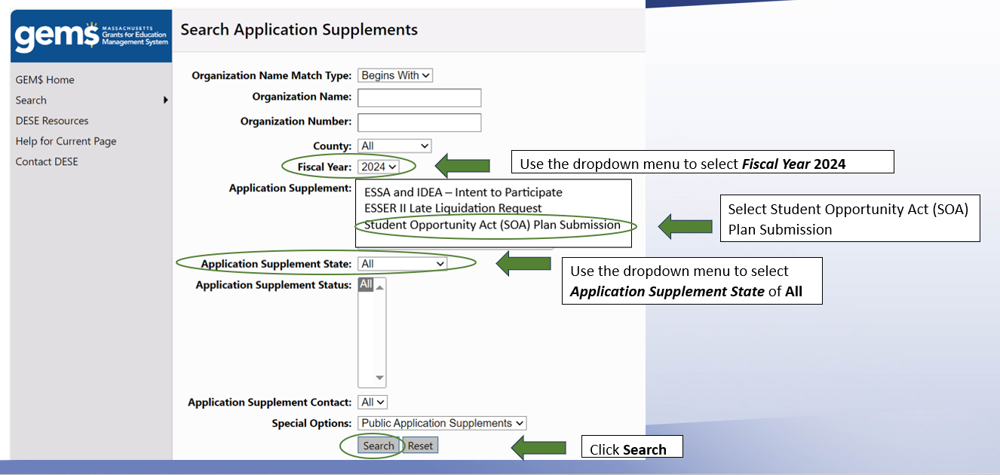 gem$ MASSACHUSETTS
Grants for Education
Management System
Search Application Supplements
GEM$ Home
Search
DESE Resources
Help for Current Page
Contact DESE
Organization Name Match Type: Begins With
Organization Name:
Organization Number:
County: All
Fiscal Year: 2024
Use the dropdown menu to select Fiscal Year 2024
Application Supplement:
ESSA and IDEA – Intent to Participate
ESSER II Late Liquidation Request
Student Opportunity Act (SOA) Plan Submission
Select Student Opportunity Act (SOA)
Plan Submission
Application Supplement State: All
Use the dropdown menu to select
Application Supplement State of All
Application Supplement Status: All
Application Supplement Contact: All
Special Options: Public Application Supplements
Search Reset
Click Search